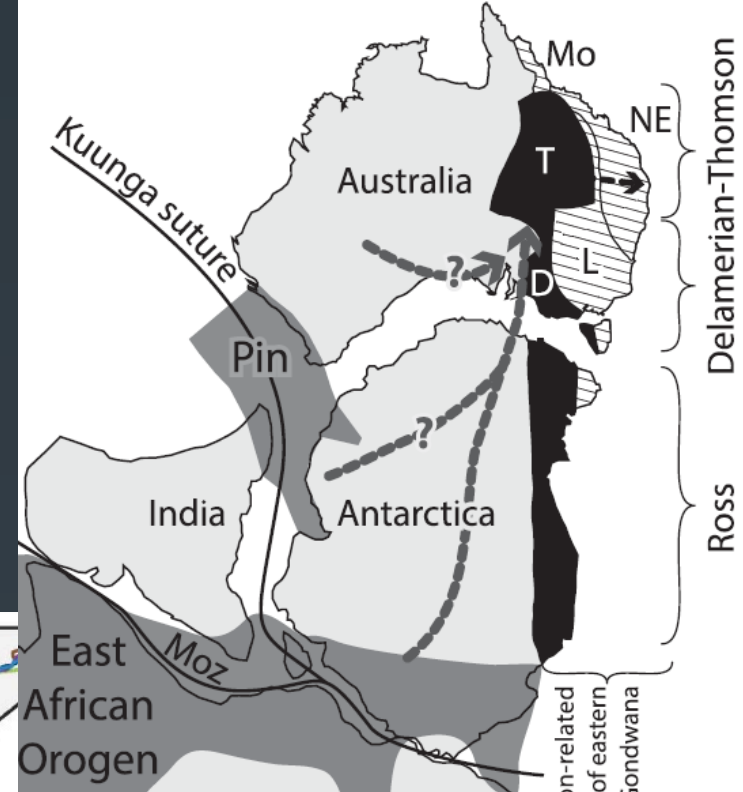 Mo
NE
Kuunga suture
T
Australia
Delamerian-Thomson
?
L
D
Pin
?
India
Antarctica
Ross
East
African
Orogen
Moz
of eastern